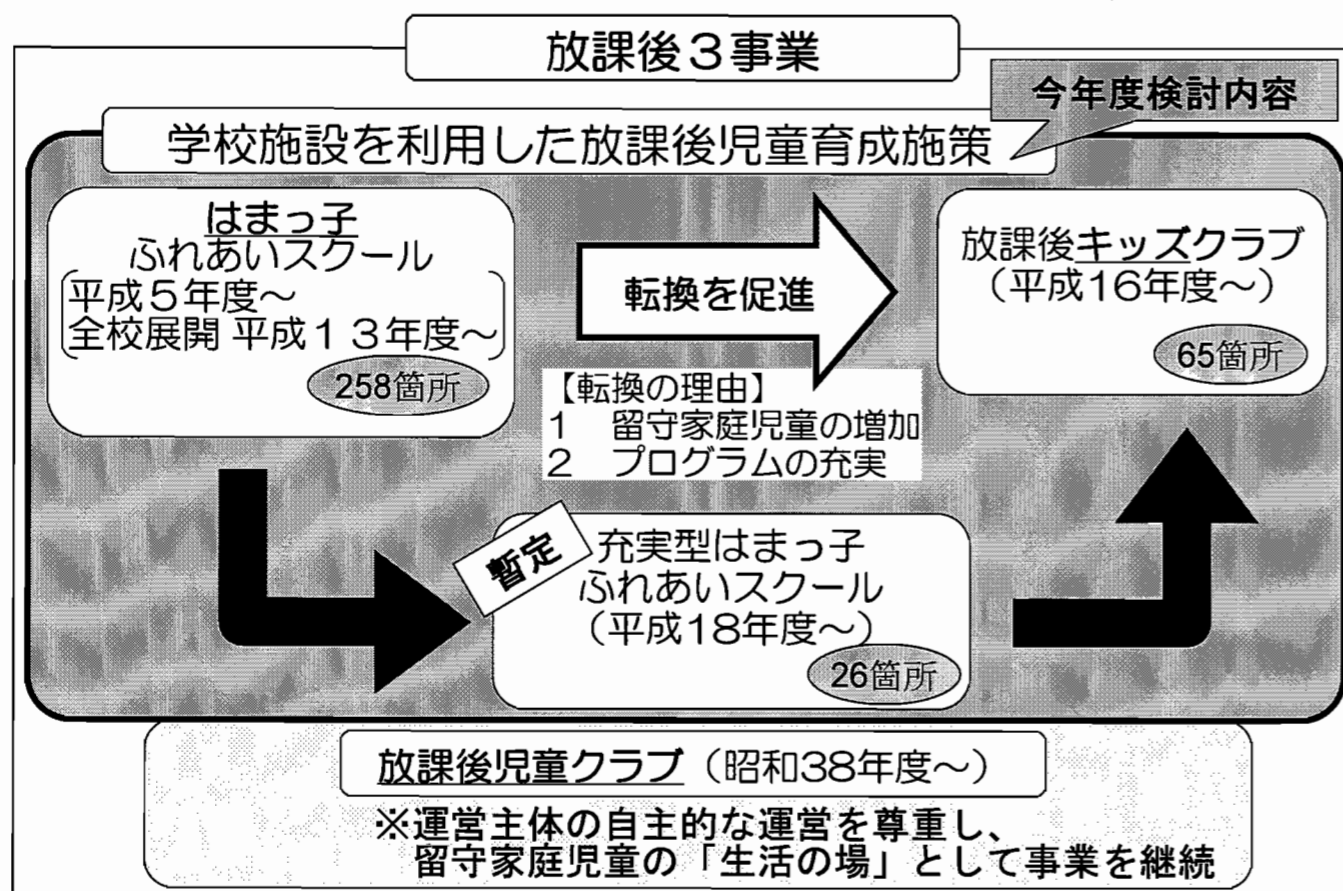 放課後３事業
今年度検討内容
学校施設を利用した放課後児童育成施策
はまっ子
ふれあいスクール
平成５年度～
全校展開 平成１３年度～
258箇所
転換を促進
【転換の理由】
1　留守家庭児童の増加
2　プログラムの充実
放課後キッズクラブ
（平成16年度～）
65箇所
暫定
充実型はまっ子
ふれあいスクール
（平成18年度～）
26箇所
放課後児童クラブ（昭和38年度～）
※運営主体の自主的な運営を尊重し、
留守家庭児童の「生活の場」として事業を継続